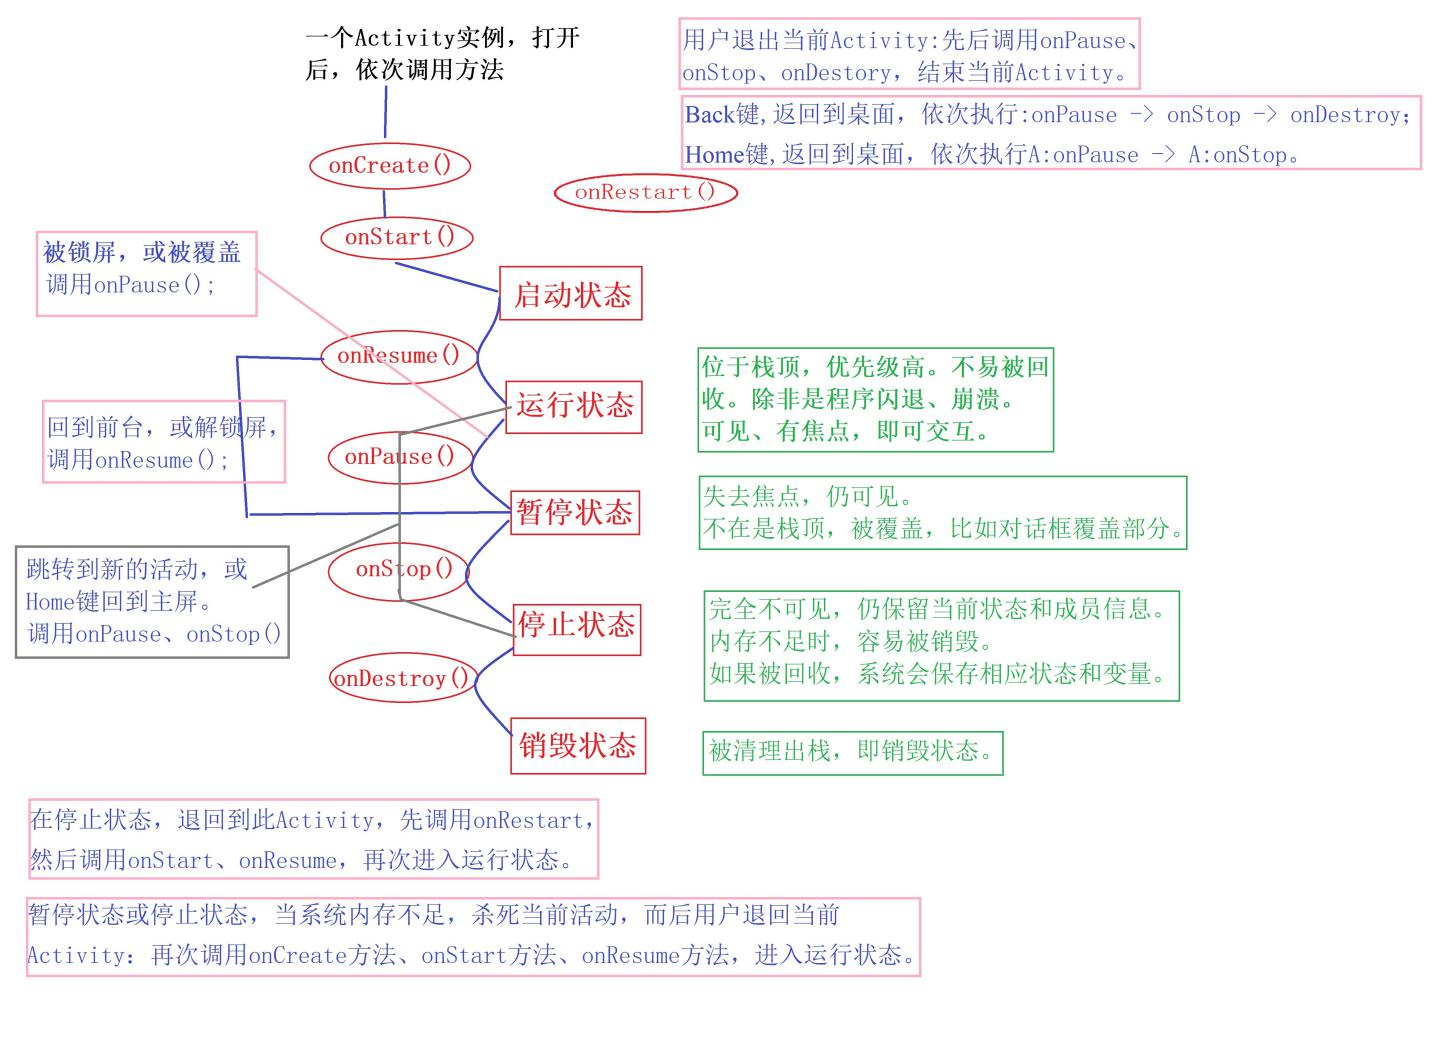 一个Activity实例，打开
后，依次调用方法
用户退出当前Activity:先后调用onPause、
onStop、onDestory，结束当前Activity。
Back键,返回到桌面，依次执行:onPause -> onStop -> onDestroy；
Home键,返回到桌面，依次执行A:onPause -> A:onStop。
onCreate()
onRestart()
onStart()
被锁屏，或被覆盖
调用onPause();
启动状态
onResume()
位于栈顶，优先级高。不易被回
收。除非是程序闪退、崩溃。
可见、有焦点，即可交互。
运行状态
回到前台，或解锁屏，
调用onResume();
onPause()
失去焦点，仍可见。
不在是栈顶，被覆盖，比如对话框覆盖部分。
暂停状态
跳转到新的活动，或
Home键回到主屏。
调用onPause、onStop()
onStop()
完全不可见，仍保留当前状态和成员信息。
内存不足时，容易被销毁。
如果被回收，系统会保存相应状态和变量。
停止状态
onDestroy()
销毁状态
被清理出栈，即销毁状态。
在停止状态，退回到此Activity，先调用onRestart，
然后调用onStart、onResume，再次进入运行状态。
暂停状态或停止状态，当系统内存不足，杀死当前活动，而后用户退回当前
Activity：再次调用onCreate方法、onStart方法、onResume方法，进入运行状态。